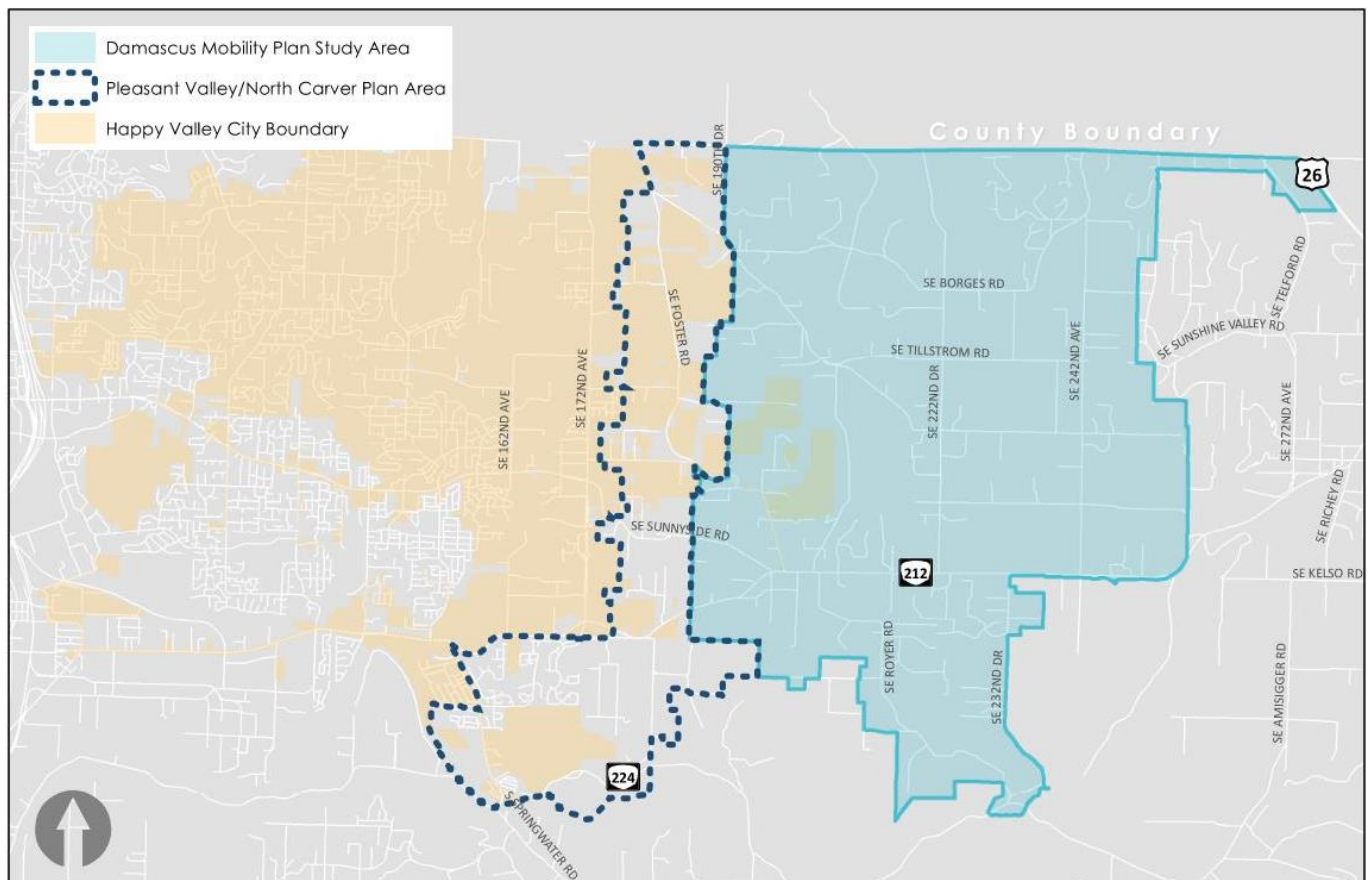 Damascus Mobility Plan Study Area
Pleasant Valley/North Carver Plan Area
Happy Valley City Boundary
County Boundary
SE 190TH DR
26
SE TELFORD RD
SE BORGES RD
SE FOSTER RD
SE SUNSHINE VALLEY RD
SE TILLSTROM RD
SE 242ND AVE
SE 172ND AVE
SE 222ND DR
SE 162ND AVE
SE 272ND AVE
SE RICHEY RD
SE SUNNYSIDE RD
212
SE KELSO RD
SE ROYER RD
SE 232ND DR
SE AMISIGGER RD
224
S SPRINGWATER RD